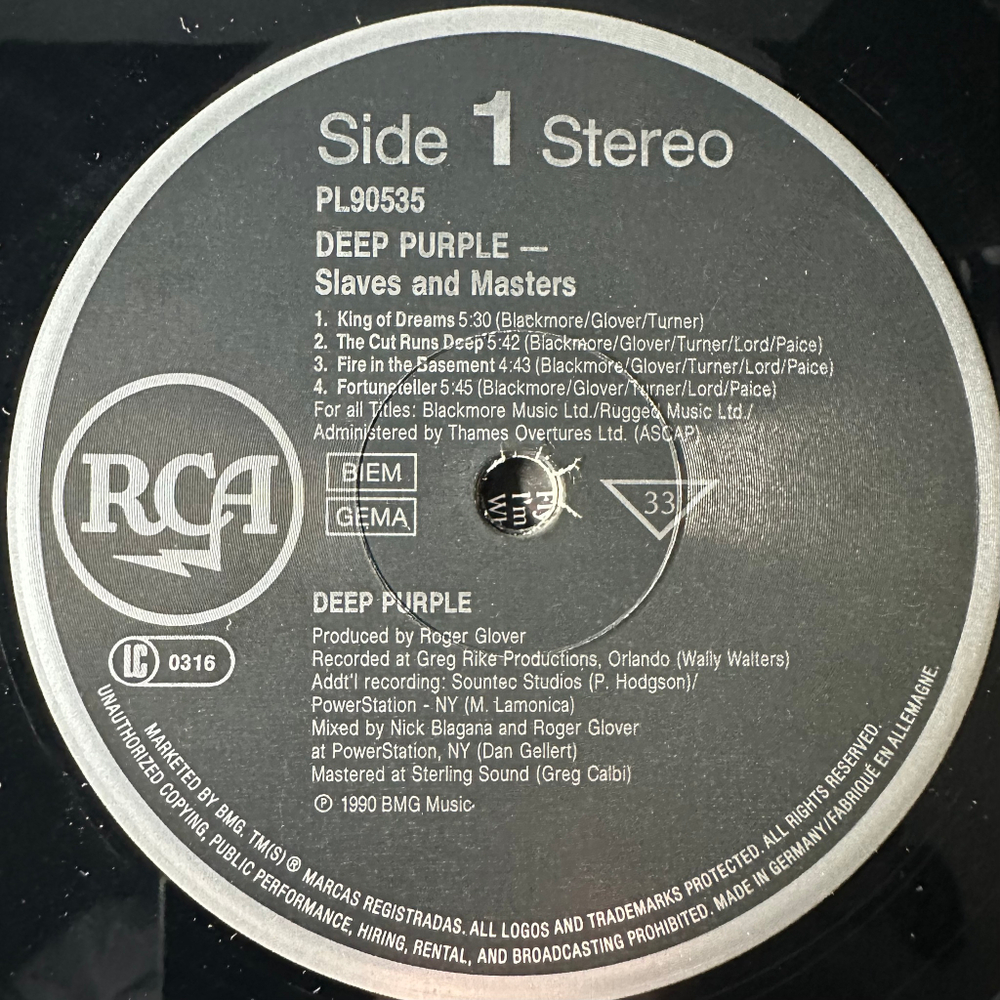 Side 1 Stereo
PL90535
DEEP PURPLE —
Slaves and Masters
1. King of Dreams 5:30 (Blackmore/Glover/Turner)
2. The Cut Runs Deep 5:42 (Blackmore/Glover/Turner/Lord/Paice)
3. Fire in the Basement 4:43 (Blackmore/Glover/Turner/Lord/Paice)
4. Fortuneteller 5:45 (Blackmore/Glover/Turner/Lord/Paice)
For all Titles: Blackmore Music Ltd./Rugged Music Ltd./
Administered by Thames Overtures Ltd. (ASCAP)
RCA
BIEM
GEMA
33
I'm
DEEP PURPLE
Produced by Roger Glover
Recorded at Greg Rike Productions, Orlando (Wally Walters)
Addt'l recording: Sountec Studios (P. Hodgson)/
PowerStation - NY (M. Lamonica)
Mixed by Nick Blagana and Roger Glover
at PowerStation, NY (Dan Gellert)
Mastered at Sterling Sound (Greg Calbi)
℗ 1990 BMG Music
LC 0316
MARKETED BY BMG. TM(S) ® MARCAS REGISTRADAS. ALL LOGOS AND TRADEMARKS PROTECTED. ALL RIGHTS RESERVED.
UNAUTHORIZED COPYING, PUBLIC PERFORMANCE, HIRING, RENTAL, AND BROADCASTING PROHIBITED. MADE IN GERMANY/FABRIQUÉ EN ALLEMAGNE.